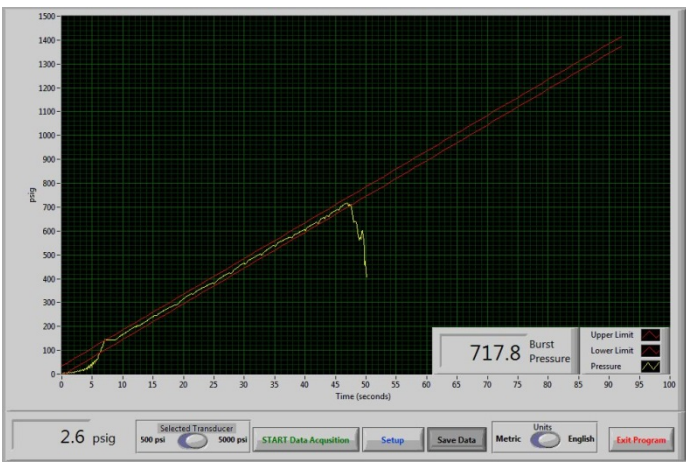 1500
1400
1300
1200
1100
1000
900
800
700
600
500
400
300
200
100
0
psig
0 5 10 15 20 25 30 35 40 45 50 55 60 65 70 75 80 85 90 95 100
Time (seconds)
717.8 Burst Pressure
Upper Limit
Lower Limit
Pressure
2.6 psig
Selected Transducer
500 psi 5000 psi
START Data Acqusition
Setup
Save Data
Units
Metric English
Exit Program